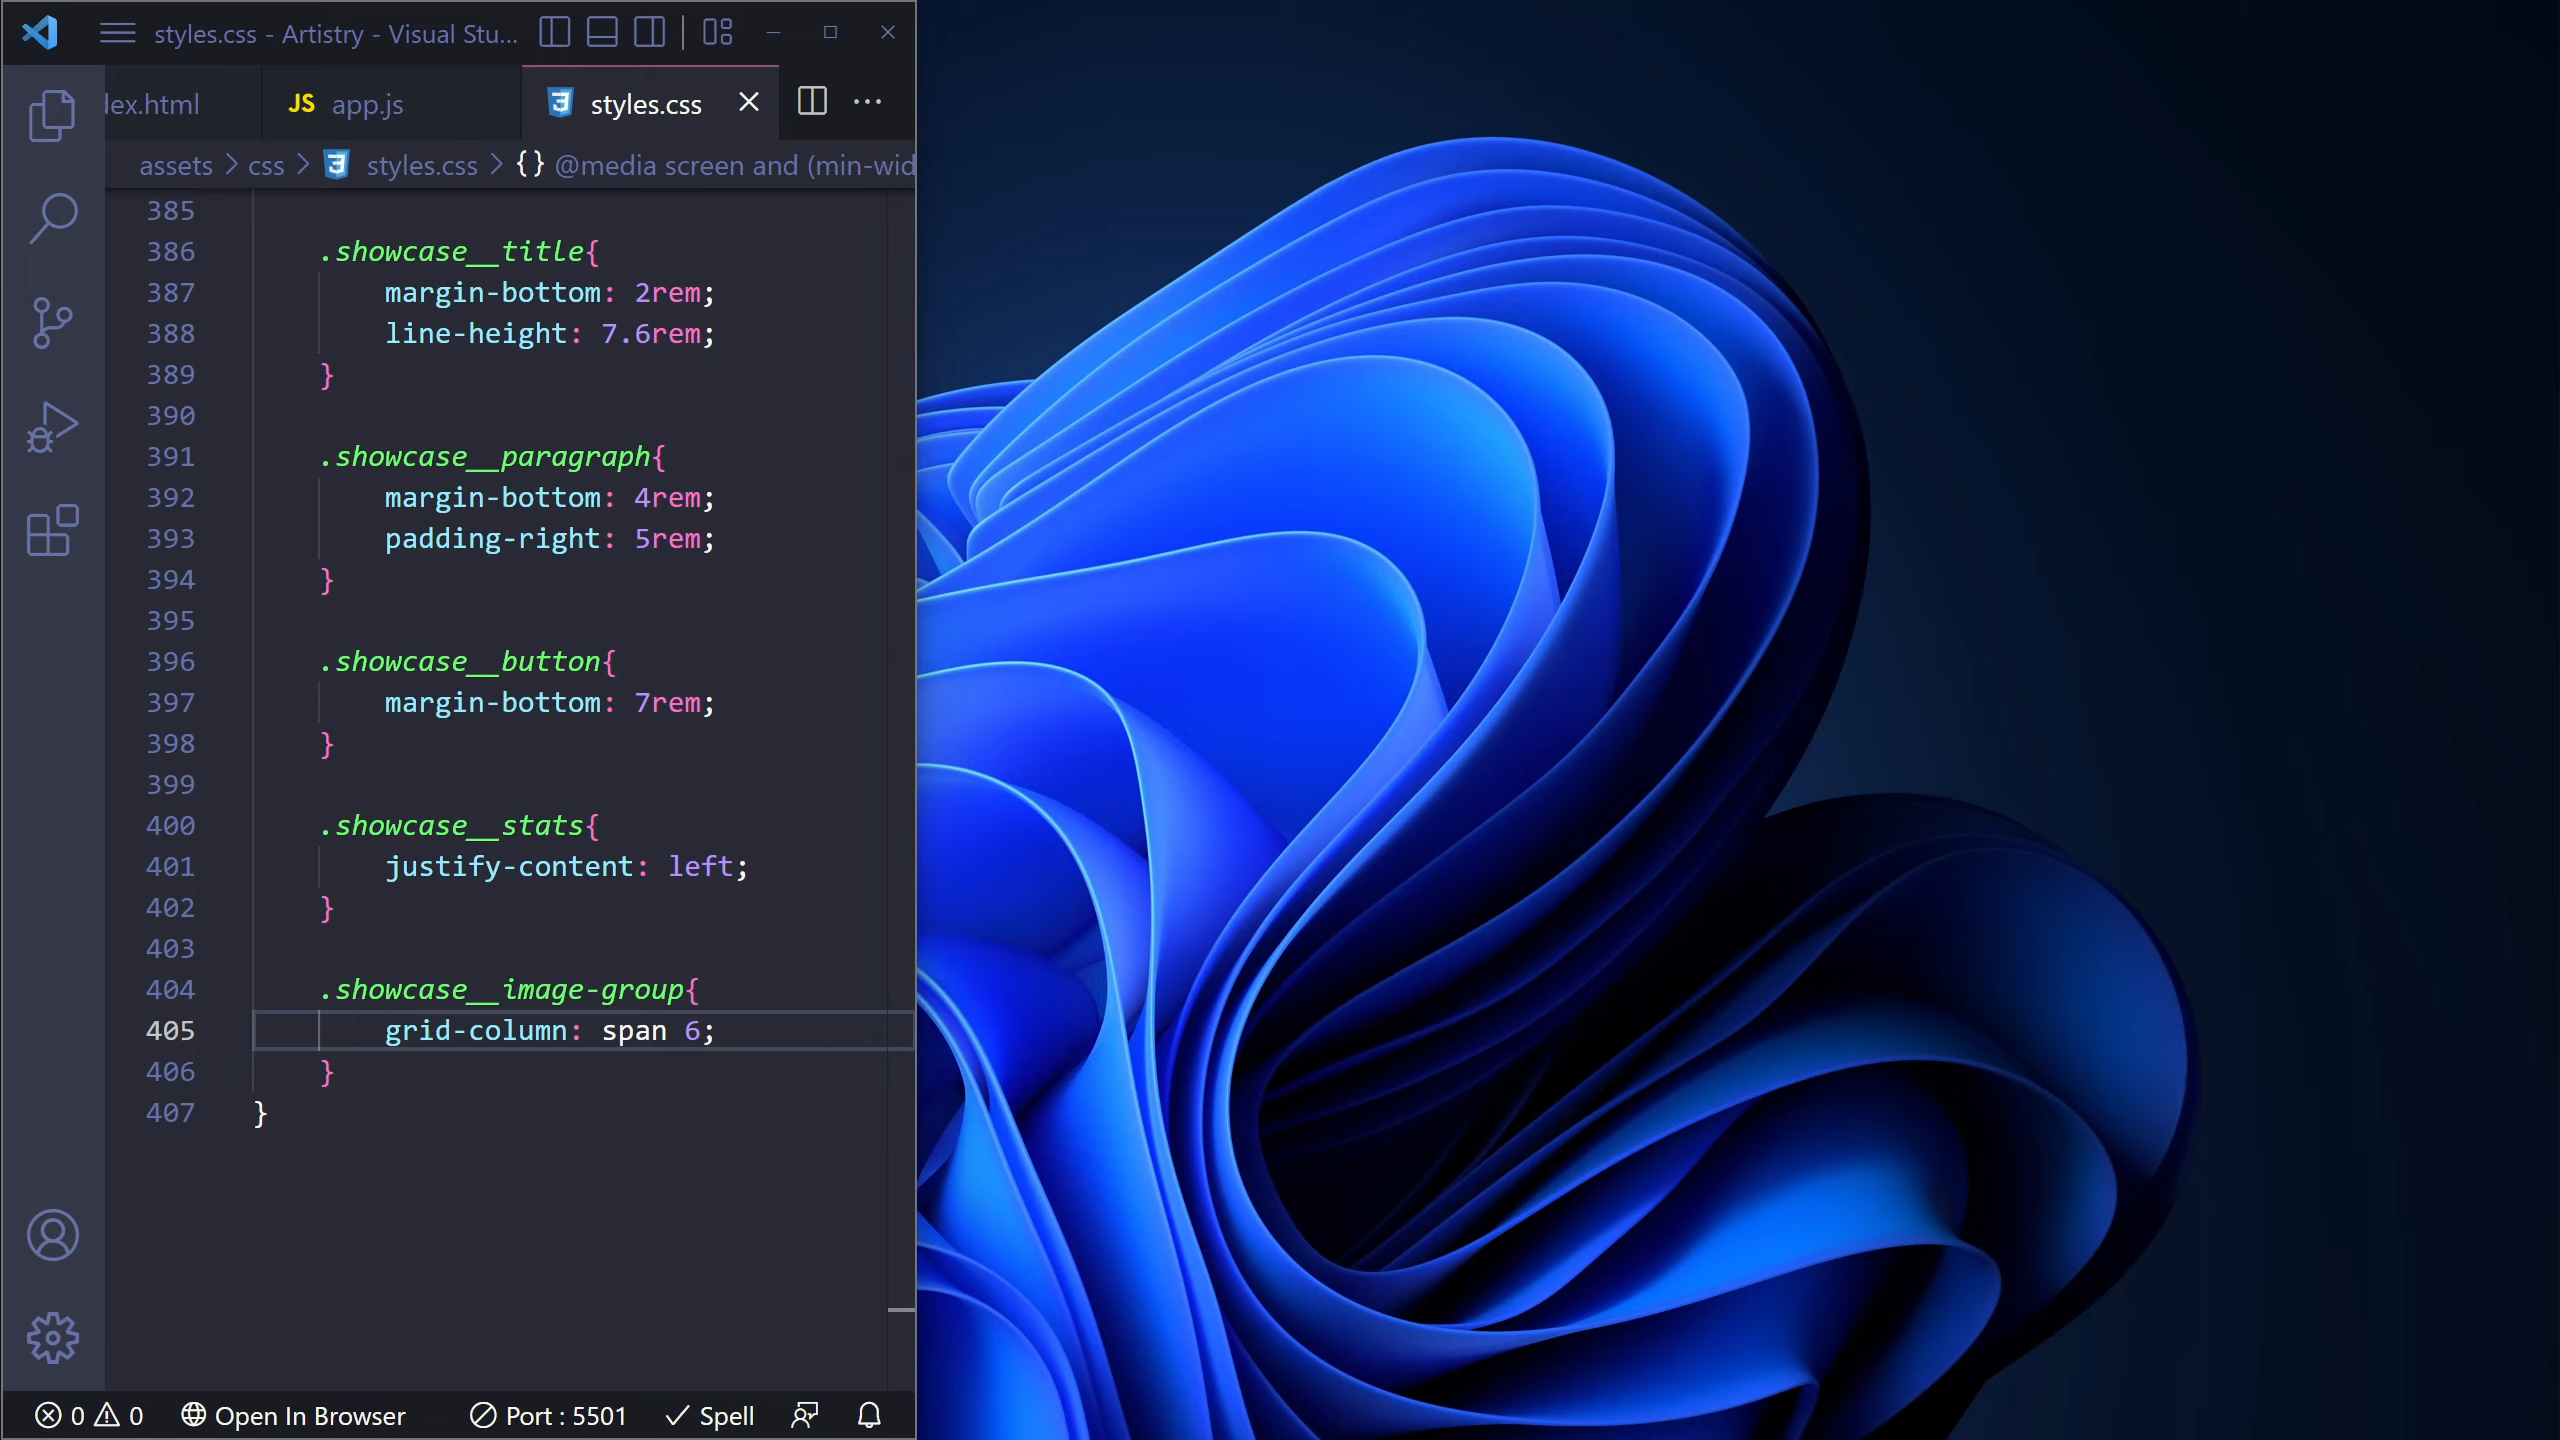 styles.css - Artistry - Visual Stu...
dex.html JS app.js styles.css
assets > css > styles.css > {} @media screen and (min-wid
385
386 .showcase__title{
387 margin-bottom: 2rem;
388 line-height: 7.6rem;
389 }
390
391 .showcase__paragraph{
392 margin-bottom: 4rem;
393 padding-right: 5rem;
394 }
395
396 .showcase__button{
397 margin-bottom: 7rem;
398 }
399
400 .showcase__stats{
401 justify-content: left;
402 }
403
404 .showcase__image-group{
405 grid-column: span 6;
406 }
407 }
0 0 Open In Browser Port : 5501 Spell